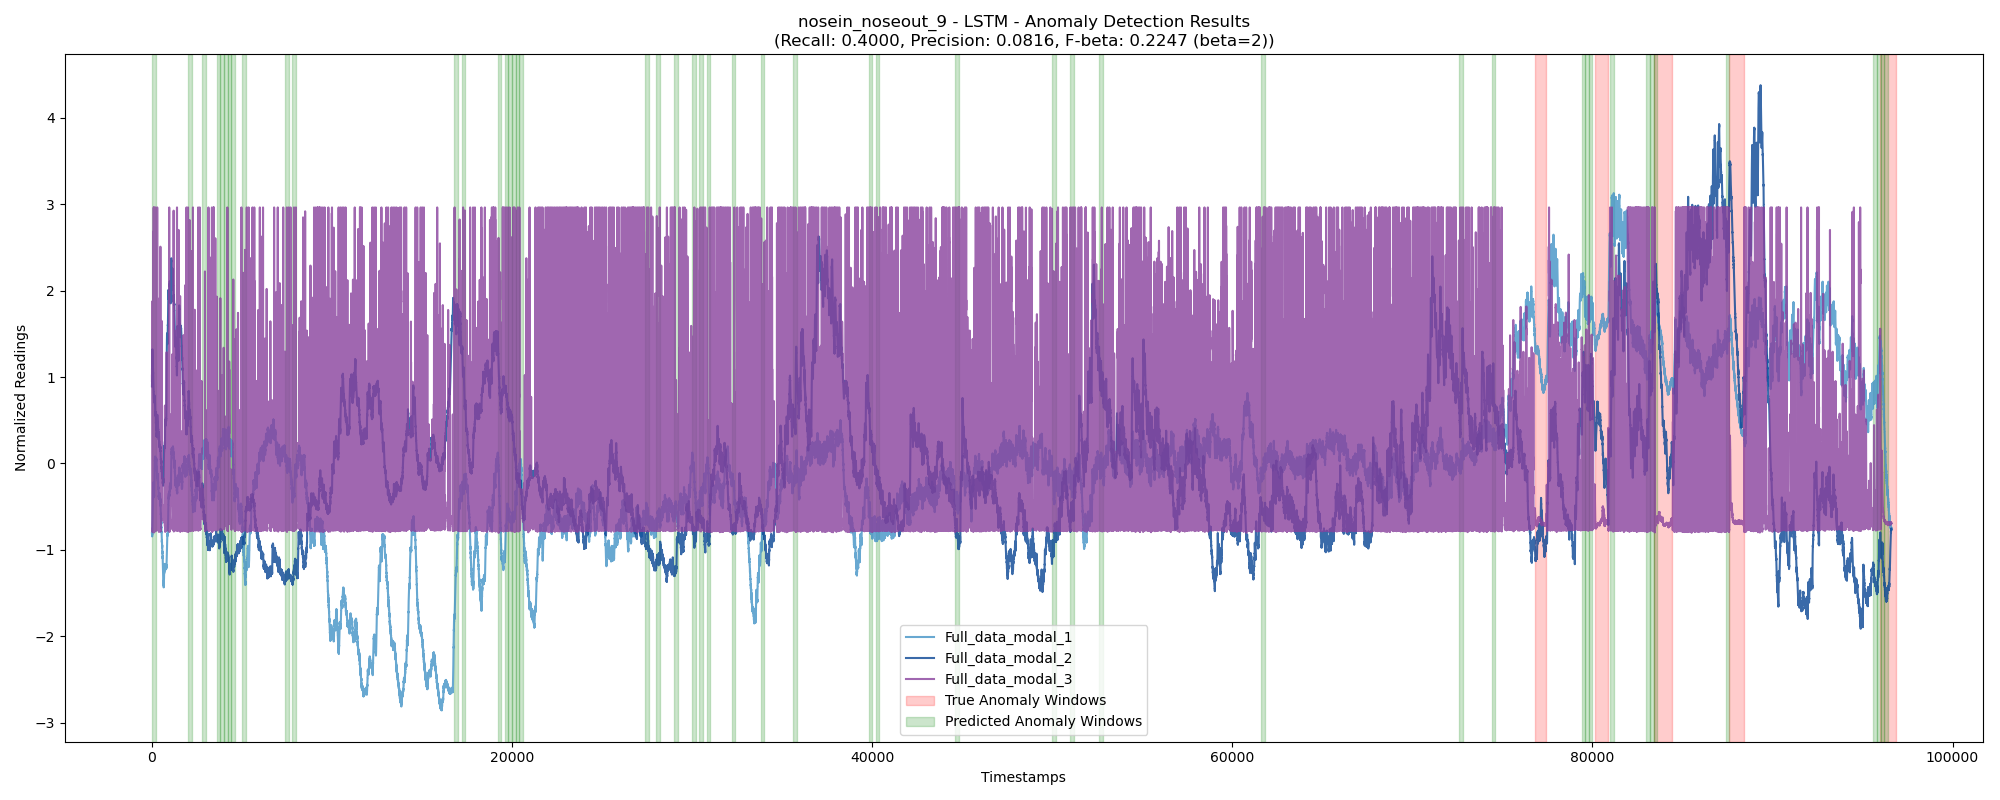 nosein_noseout_9 - LSTM - Anomaly Detection Results
(Recall: 0.4000, Precision: 0.0816, F-beta: 0.2247 (beta=2))
Normalized Readings
4
3
2
1
0
−1
−2
−3
Full_data_modal_1
Full_data_modal_2
Full_data_modal_3
True Anomaly Windows
Predicted Anomaly Windows
0
20000
40000
60000
80000
100000
Timestamps